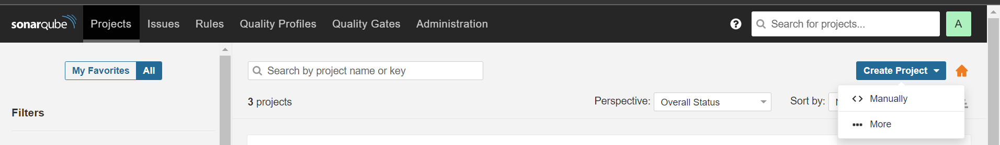 sonarqube Projects Issues Rules Quality Profiles Quality Gates Administration ? Search for projects... A
My Favorites All Search by project name or key Create Project
Manually
3 projects Perspective: Overall Status Sort by:
Filters
More